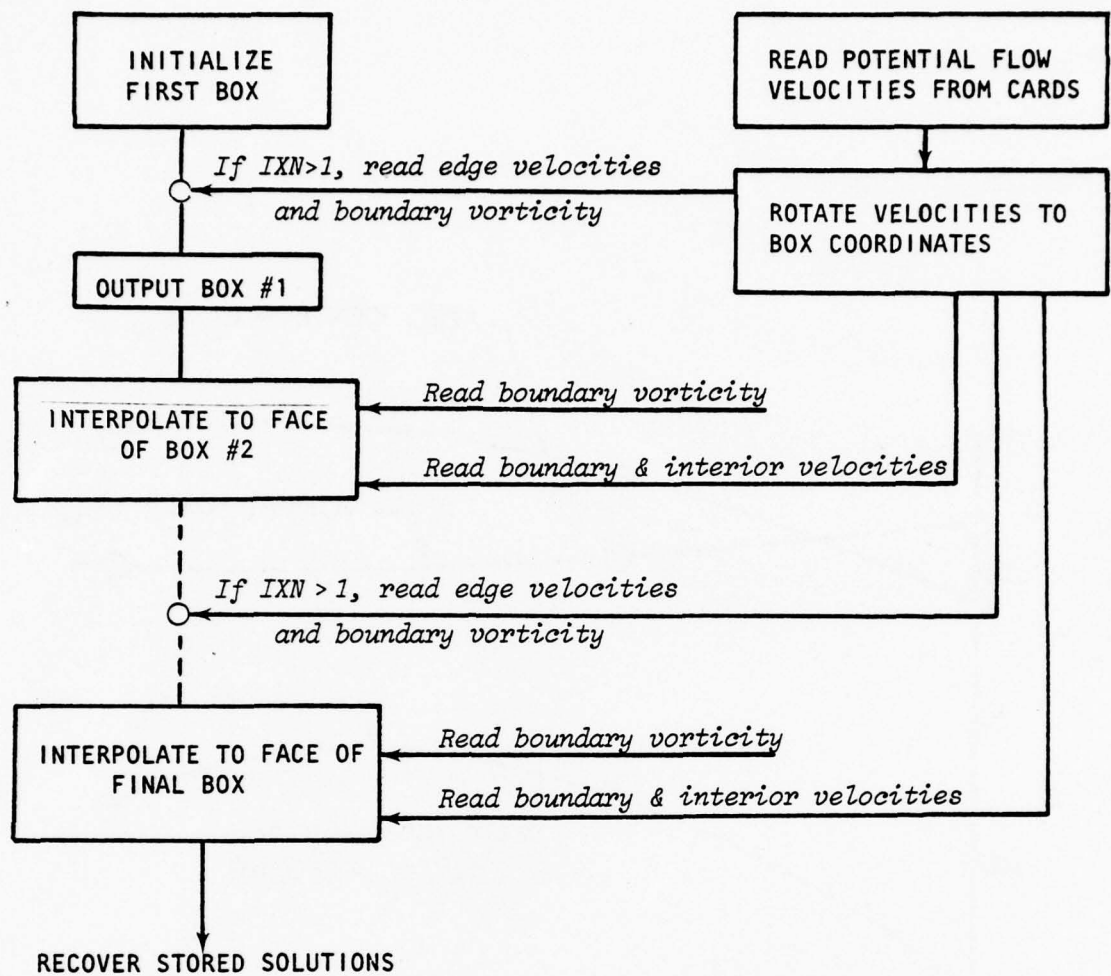 INITIALIZE
FIRST BOX
READ POTENTIAL FLOW
VELOCITIES FROM CARDS
If IXN>1, read edge velocities
and boundary vorticity
ROTATE VELOCITIES TO
BOX COORDINATES
OUTPUT BOX #1
INTERPOLATE TO FACE
OF BOX #2
Read boundary vorticity
Read boundary & interior velocities
If IXN > 1, read edge velocities
and boundary vorticity
INTERPOLATE TO FACE OF
FINAL BOX
Read boundary vorticity
Read boundary & interior velocities
RECOVER STORED SOLUTIONS